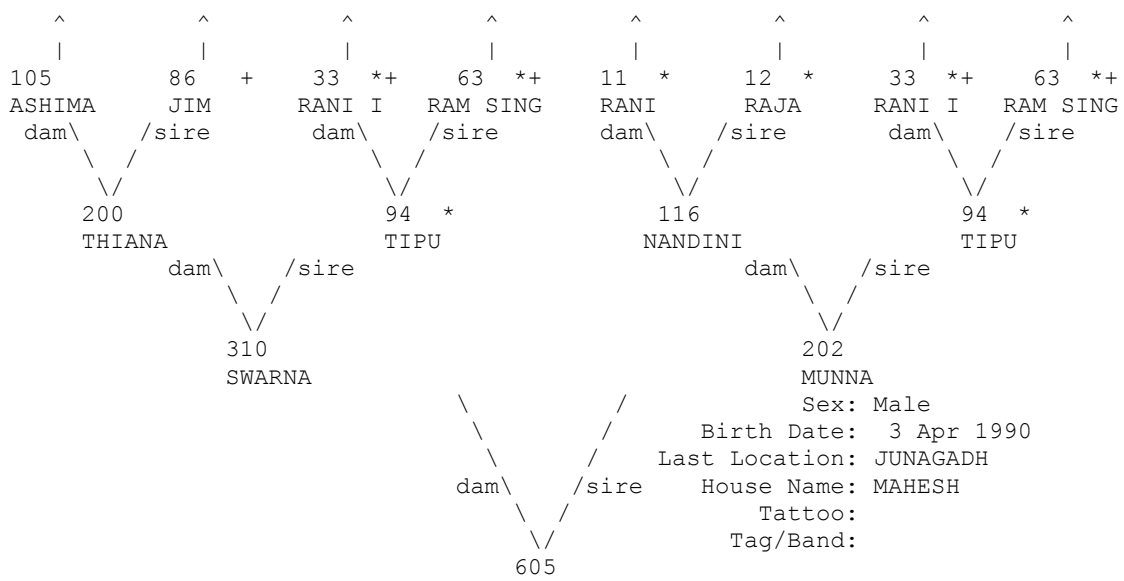 ^ ^ ^ ^ ^ ^ ^ ^
| | | | | | | |
105 86 + 33 *+ 63 *+ 11 * 12 * 33 *+ 63 *+
ASHIMA JIM RANI I RAM SING RANI RAJA RANI I RAM SING
dam\ /sire dam\ /sire dam\ /sire dam\ /sire
\ / \ / \ / \ /
\/ \/ \/ \/
200 94 * 116 94 *
THIANA TIPU NANDINI TIPU
dam\ /sire dam\ /sire
\ / \ /
\/ \/
310 202
SWARNA MUNNA
\ / Sex: Male
\ / Birth Date: 3 Apr 1990
\ / Last Location: JUNAGADH
dam\ /sire House Name: MAHESH
\ / Tattoo:
\/ Tag/Band:
605